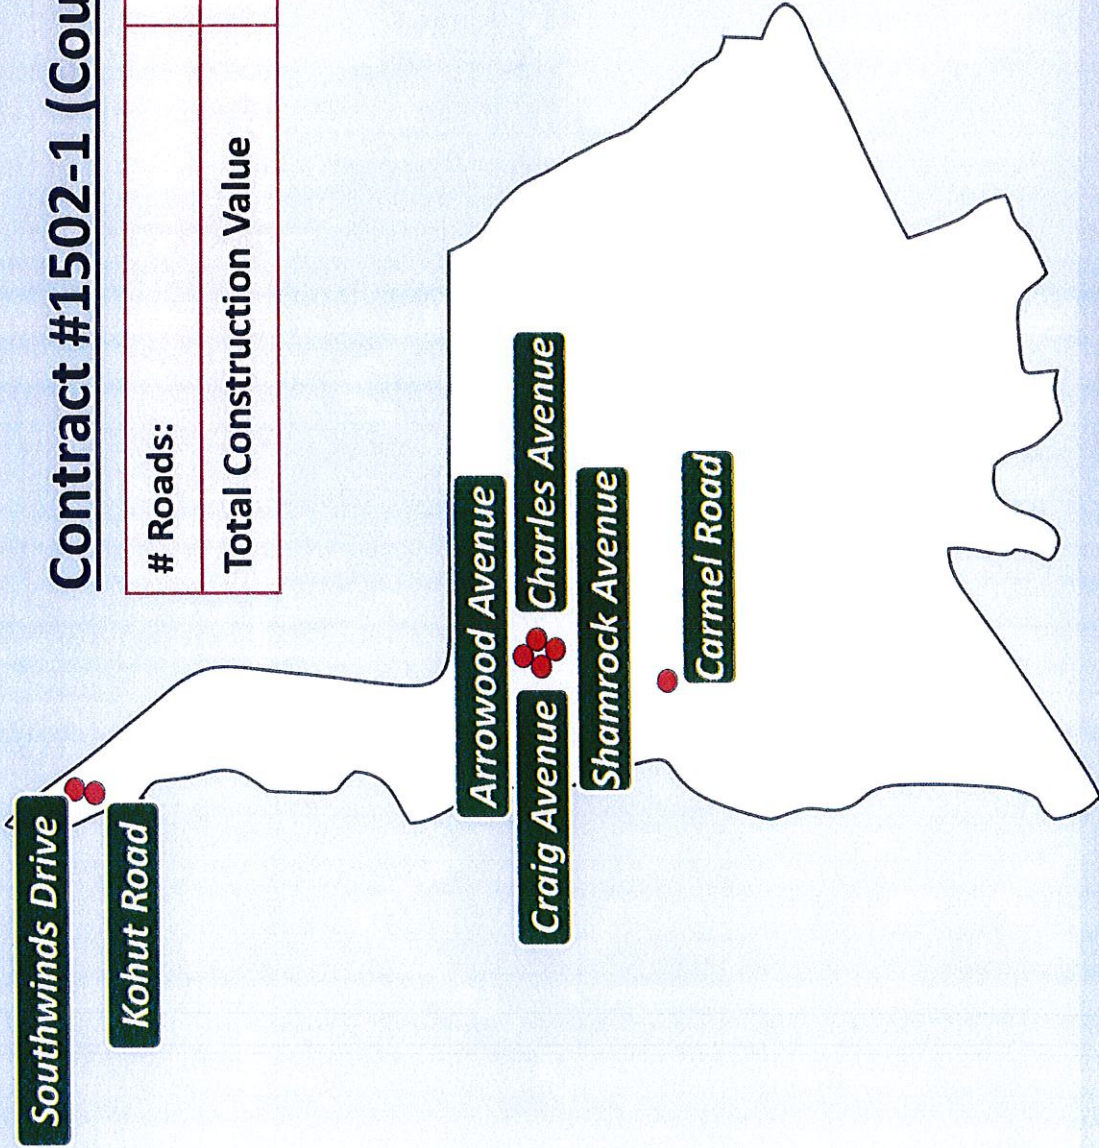 Contract #1502-1 (Cou
# Roads:
Total Construction Value
Southwinds Drive
Kohut Road
Arrowood Avenue
Craig Avenue
Charles Avenue
Shamrock Avenue
Carmel Road